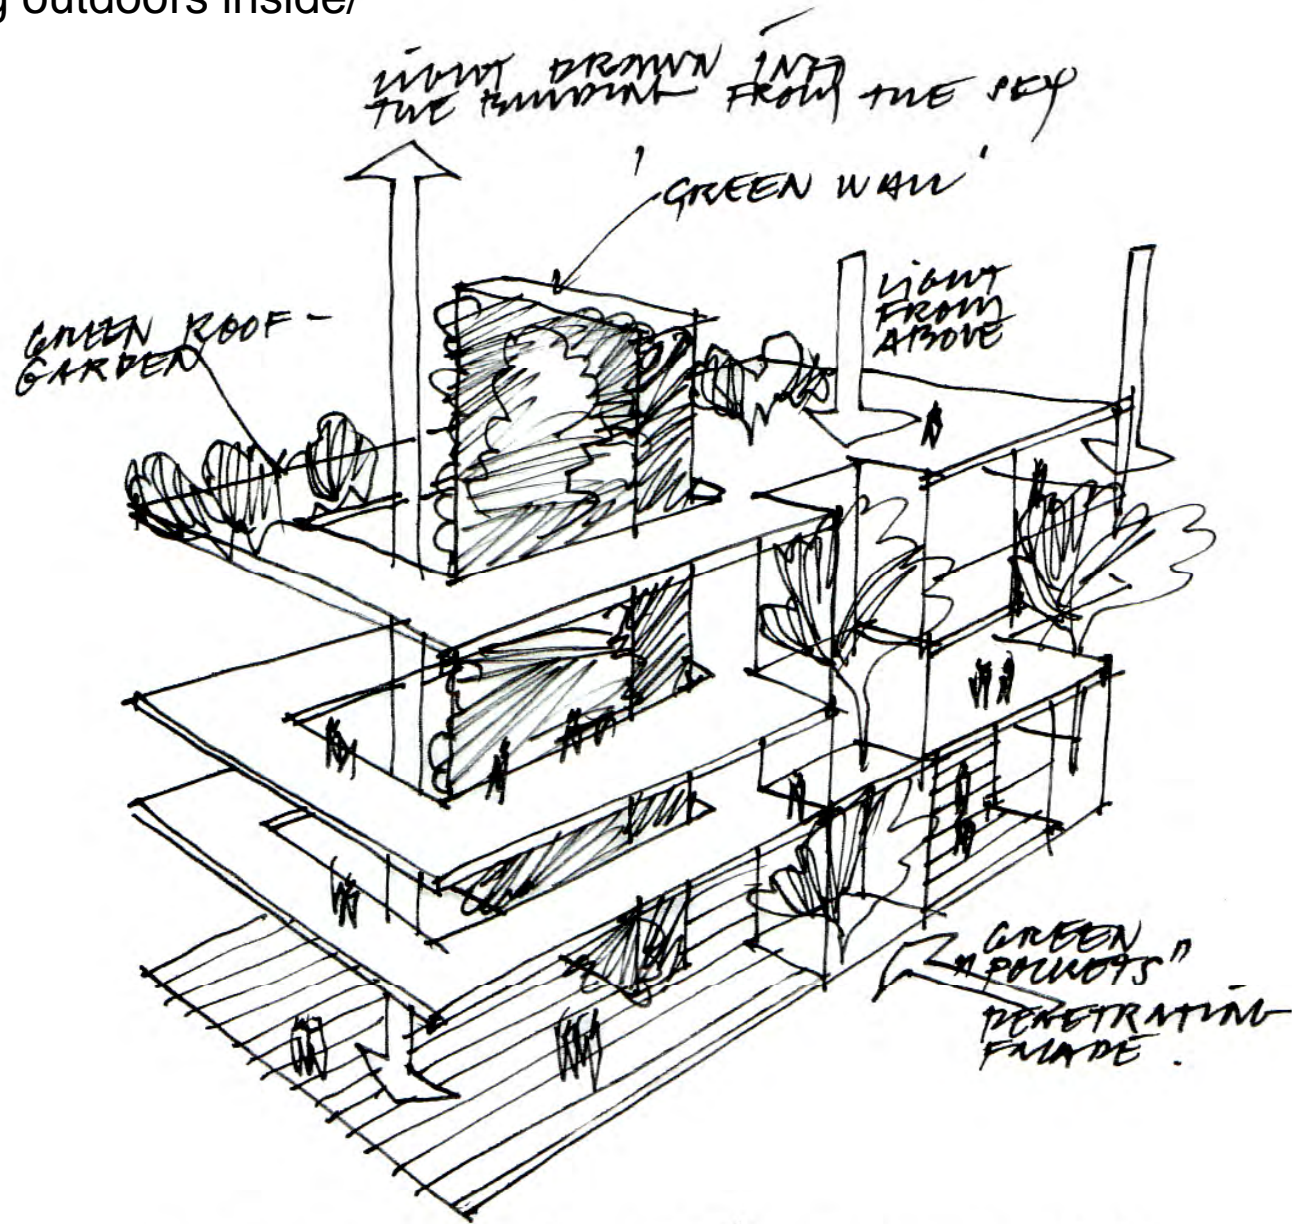 g outdoors inside/
LIGHT DRAWN INTO
THE BUILDING FROM THE SKY
'GREEN WALL'
LIGHT
FROM
ABOVE
GREEN ROOF-
GARDEN
GREEN
"POCKETS"
PENETRATING
FACADE.